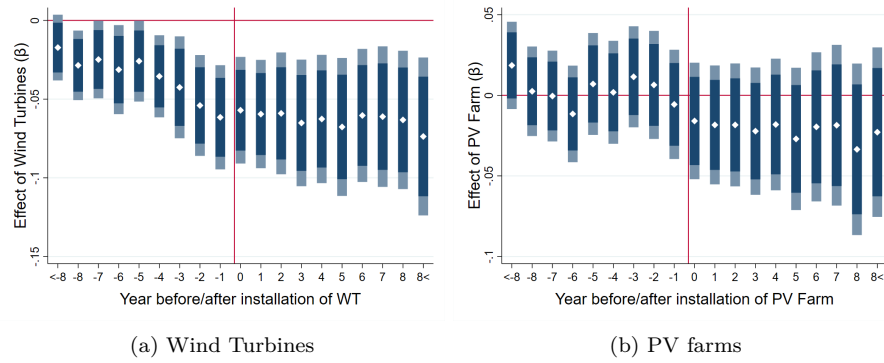 Effect of Wind Turbines (β)
0
-.05
-.1
-.15
<-8 -8 -7 -6 -5 -4 -3 -2 -1 0 1 2 3 4 5 6 7 8 8<
Year before/after installation of WT
(a) Wind Turbines
Effect of PV Farm (β)
.05
0
-.05
-.1
<-8 -8 -7 -6 -5 -4 -3 -2 -1 0 1 2 3 4 5 6 7 8 8<
Year before/after installation of PV Farm
(b) PV farms